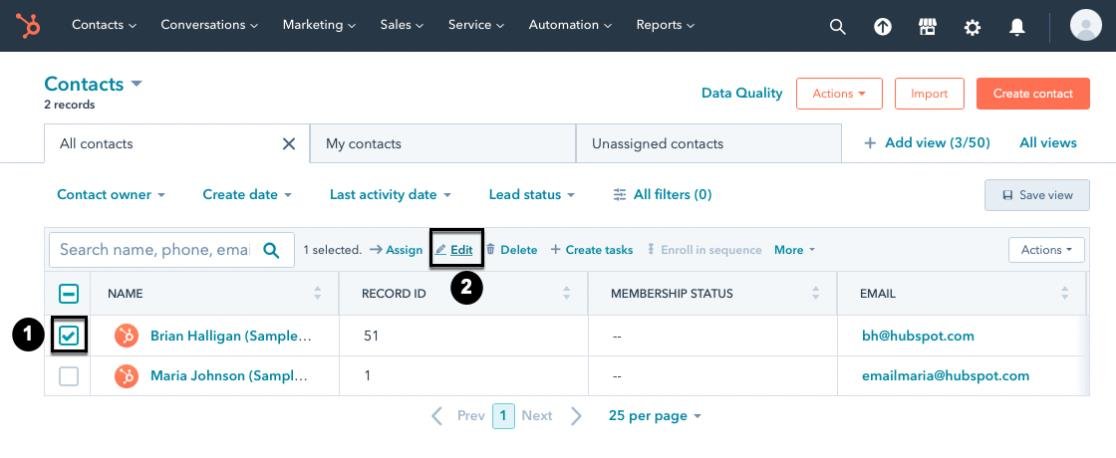 Contacts Conversations Marketing Sales Service Automation Reports
Contacts
2 records
Data Quality Actions Import Create contact
All contacts My contacts Unassigned contacts + Add view (3/50) All views
Contact owner Create date Last activity date Lead status All filters (0) Save view
Search name, phone, emai 1 selected. Assign Edit Delete + Create tasks Enroll in sequence More Actions
2
NAME RECORD ID MEMBERSHIP STATUS EMAIL
1 Brian Halligan (Sample... 51 -- bh@hubspot.com
Maria Johnson (Sampl... 1 -- emailmaria@hubspot.com
Prev 1 Next 25 per page